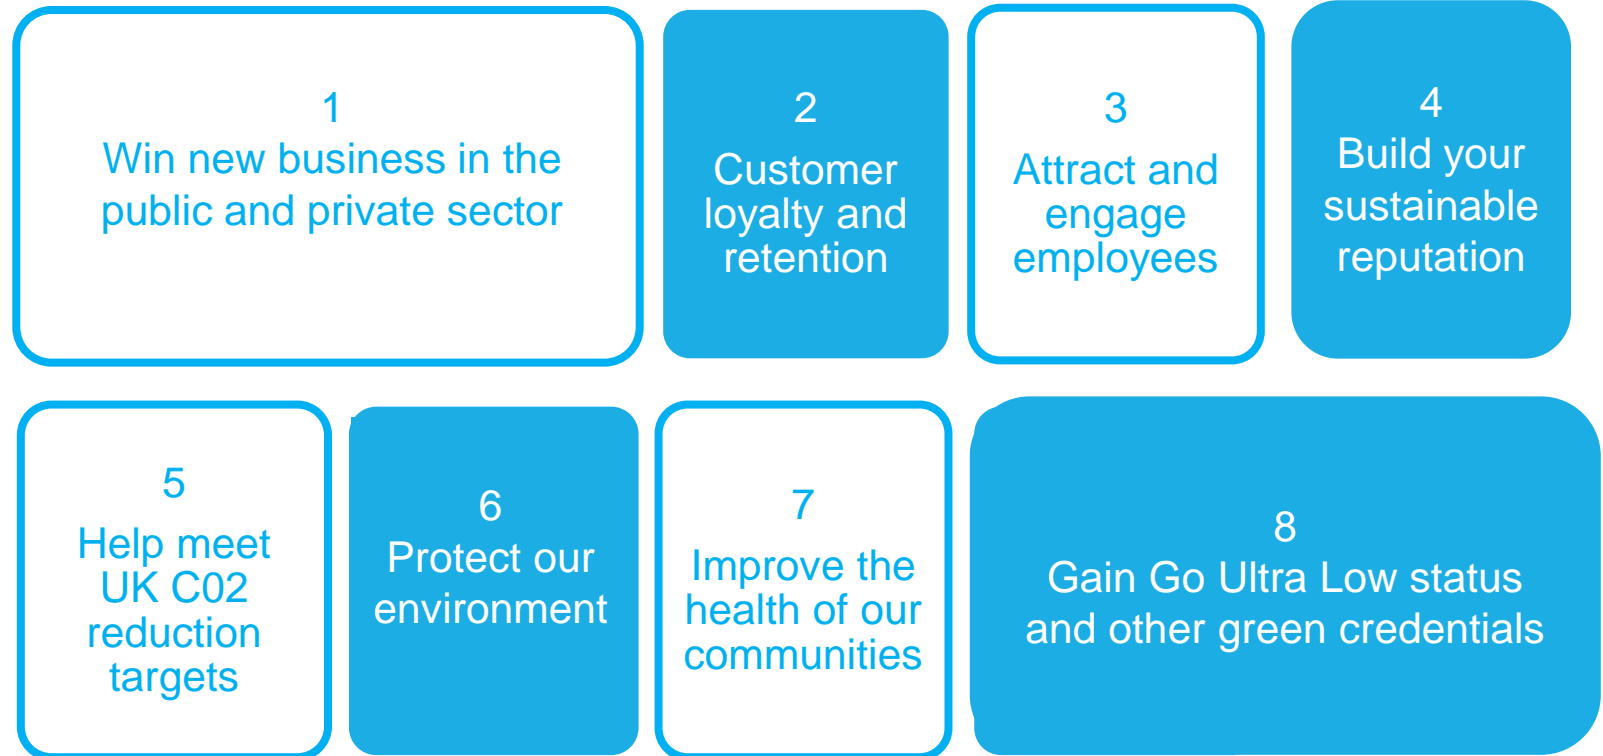 1
Win new business in the
public and private sector
2
Customer
loyalty and
retention
3
Attract and
engage
employees
4
Build your
sustainable
reputation
5
Help meet
UK C02
reduction
targets
6
Protect our
environment
7
Improve the
health of our
communities
8
Gain Go Ultra Low status
and other green credentials